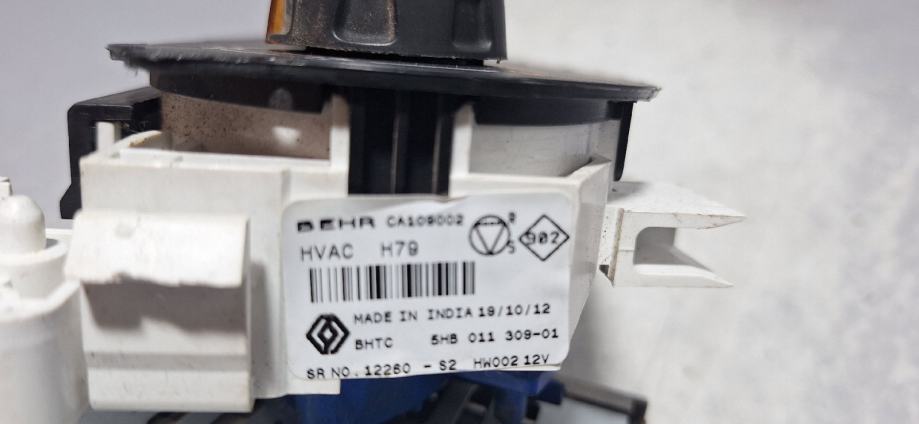 BEHR CA109002
HVAC H79
9
S
902
MADE IN INDIA 19/10/12
BHTC 5HB 011 309-01
SR NO. 12260 - S2 HW002 12V